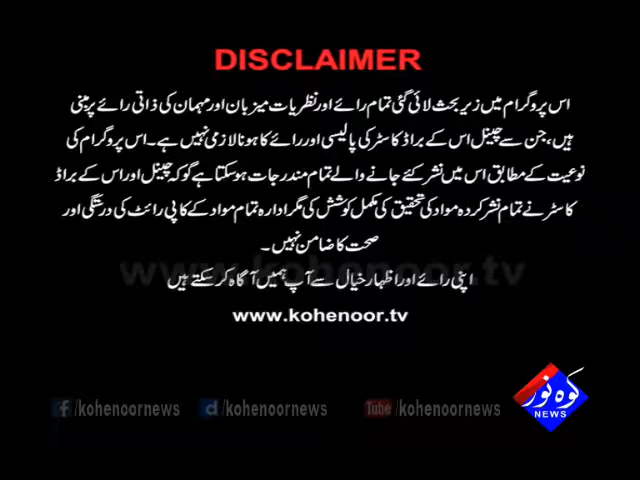 DISCLAIMER
اس پروگرام میں زیر بحث لائی گئی تمام رائے اور نظریات میزبان اور مہمان کی ذاتی رائے پر مبنی
ہیں، جن سے چینل اس کے براڈ کاسٹر کی پالیسی اور رائے کا ہونا لازمی نہیں ہے۔ اس پروگرام کی
نوعیت کے مطابق اس میں نشر کئے جانے والے تمام مندرجات ہو سکتا ہے گو کہ چینل اور اس کے براڈ
کاسٹر نے تمام نشر کردہ مواد کی تحقیق کی مکمل کوشش کی مگر ادارہ تمام مواد کے کاپی رائٹ کی درستگی اور
صحت کا ضامن نہیں۔
www.kohenoor.tv
اپنی رائے اور اظہار خیال سے آپ ہمیں آگاہ کر سکتے ہیں
www.kohenoor.tv
کوہ نور
NEWS
f /kohenoornews d /kohenoornews Tube /kohenoornews